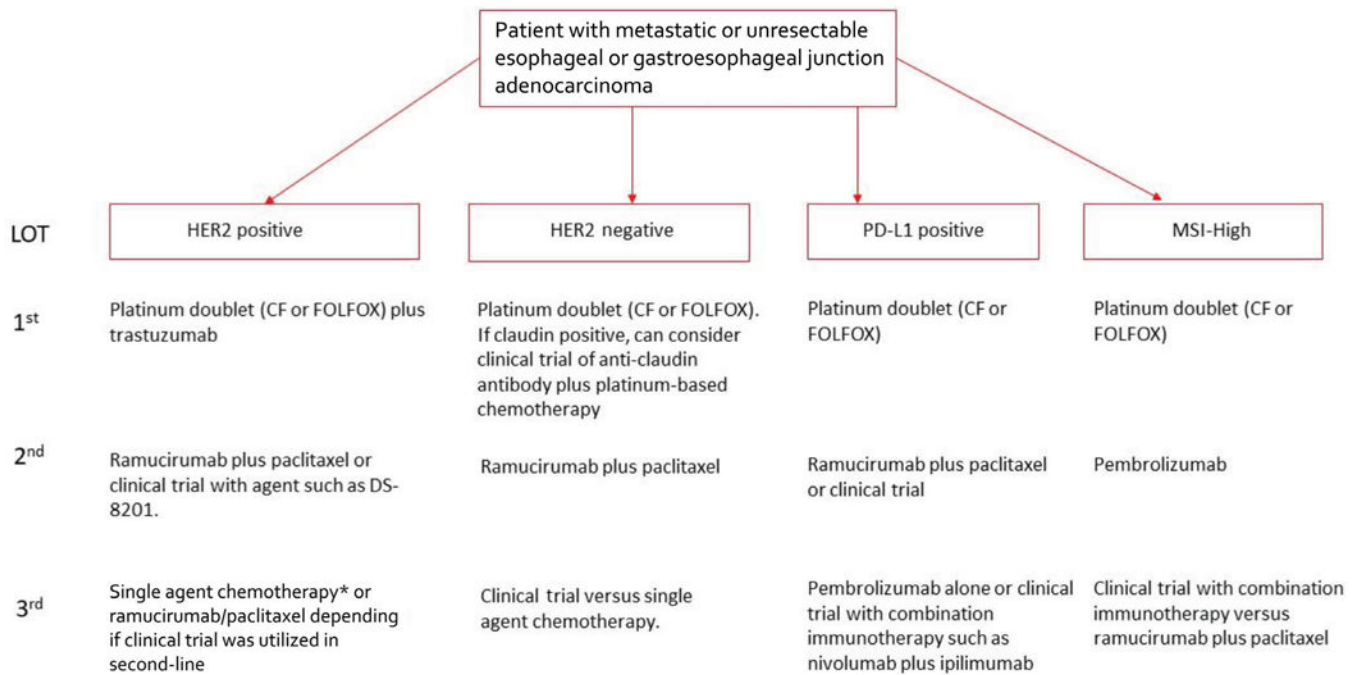 Patient with metastatic or unresectable
esophageal or gastroesophageal junction
adenocarcinoma
LOT
HER2 positive
HER2 negative
PD-L1 positive
MSI-High
1st
Platinum doublet (CF or FOLFOX) plus
trastuzumab
Platinum doublet (CF or FOLFOX).
If claudin positive, can consider
clinical trial of anti-claudin
antibody plus platinum-based
chemotherapy
Platinum doublet (CF or
FOLFOX)
Platinum doublet (CF or
FOLFOX)
2nd
Ramucirumab plus paclitaxel or
clinical trial with agent such as DS-
8201.
Ramucirumab plus paclitaxel
Ramucirumab plus paclitaxel
or clinical trial
Pembrolizumab
3rd
Single agent chemotherapy* or
ramucirumab/paclitaxel depending
if clinical trial was utilized in
second-line
Clinical trial versus single
agent chemotherapy.
Pembrolizumab alone or clinical
trial with combination
immunotherapy such as
nivolumab plus ipilimumab
Clinical trial with combination
immunotherapy versus
ramucirumab plus paclitaxel